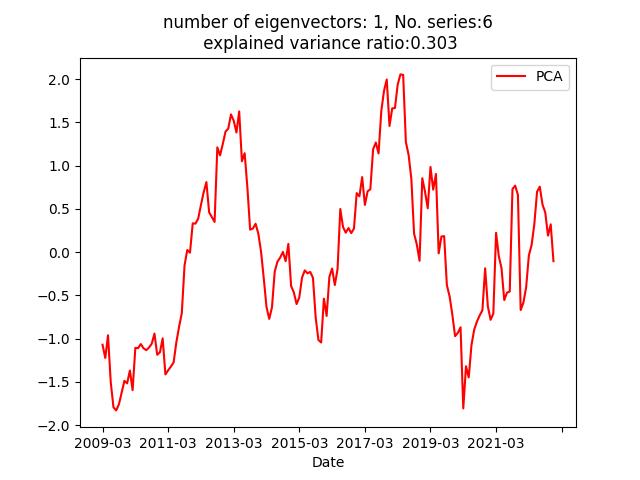 number of eigenvectors: 1, No. series:6
explained variance ratio:0.303
PCA
2.0
1.5
1.0
0.5
0.0
−0.5
−1.0
−1.5
−2.0
2009-03 2011-03 2013-03 2015-03 2017-03 2019-03 2021-03
Date